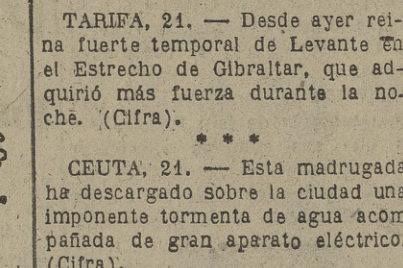 TARIFA, 21. — Desde ayer rei-
na fuerte temporal de Levante en
el Estrecho de Gibraltar, que ad-
quirió más fuerza durante la no-
che. (Cifra).
* * *
CEUTA, 21. — Esta madrugada
ha descargado sobre la ciudad una
imponente tormenta de agua acom
pañada de gran aparato eléctrico.
(Cifra).